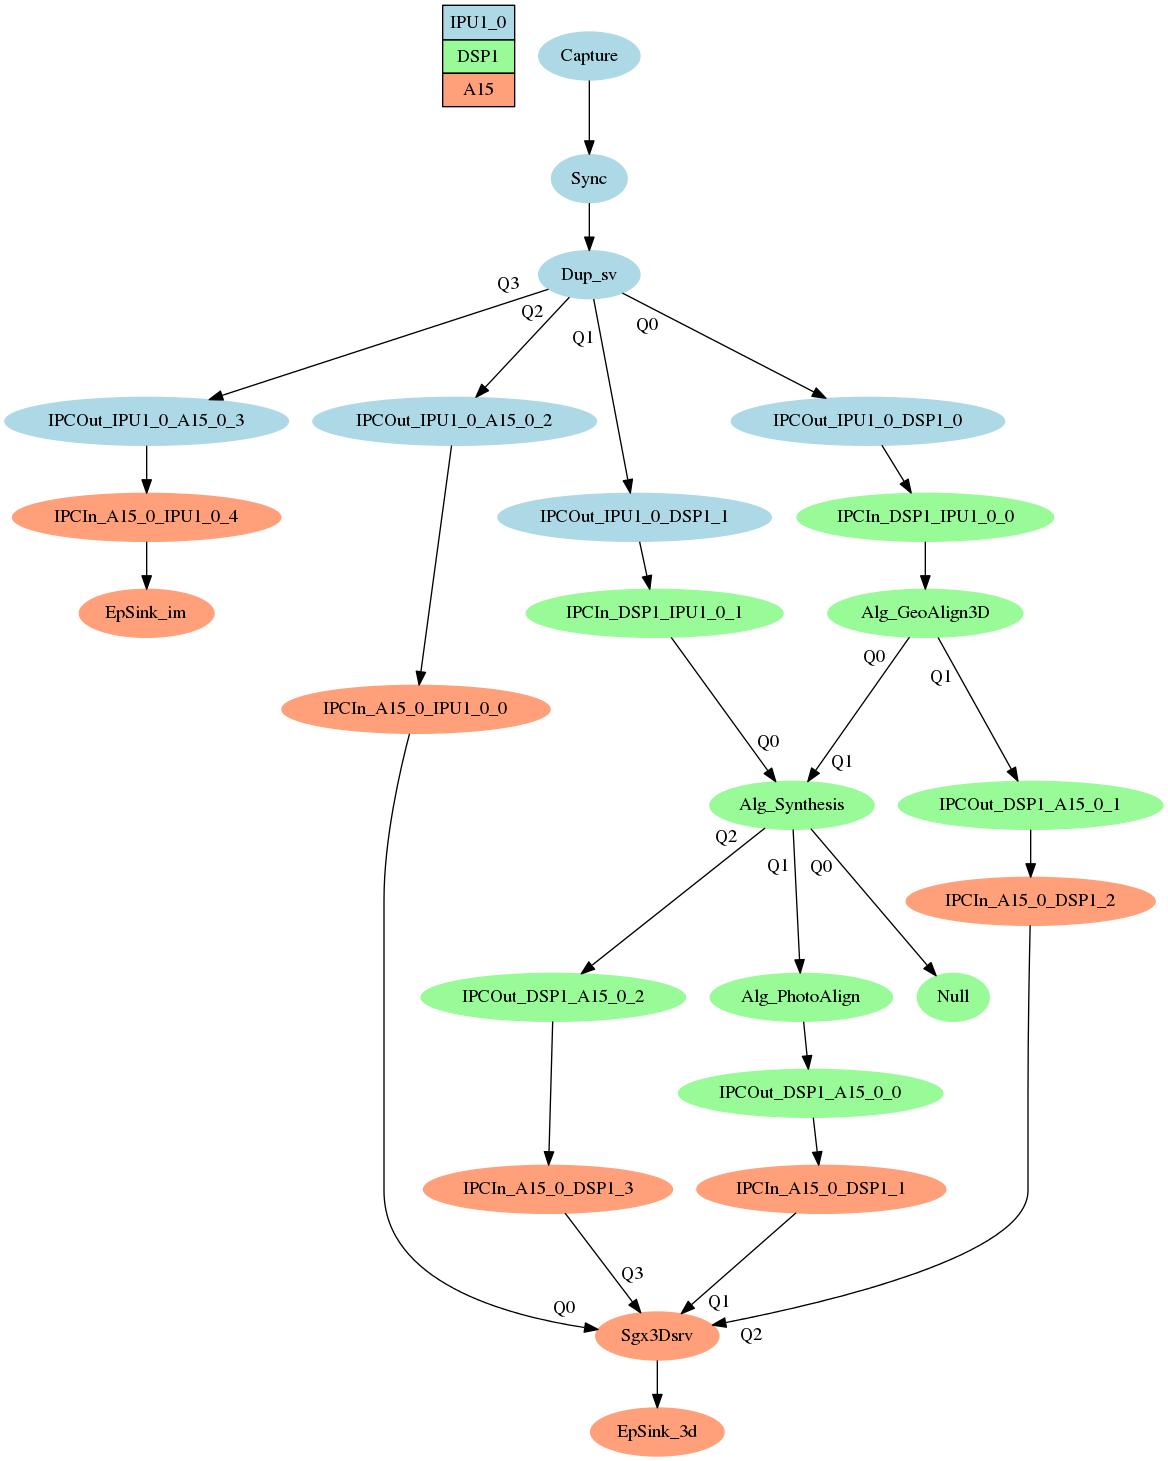 IPU1_0
DSP1
A15
Capture
Sync
Dup_sv
Q3
Q2
Q1
Q0
IPCOut_IPU1_0_A15_0_3
IPCOut_IPU1_0_A15_0_2
IPCOut_IPU1_0_DSP1_0
IPCIn_A15_0_IPU1_0_4
IPCOut_IPU1_0_DSP1_1
IPCIn_DSP1_IPU1_0_0
EpSink_im
IPCIn_DSP1_IPU1_0_1
Alg_GeoAlign3D
Q0
Q1
IPCIn_A15_0_IPU1_0_0
Q0
Q1
Alg_Synthesis
IPCOut_DSP1_A15_0_1
Q2
Q1
Q0
IPCIn_A15_0_DSP1_2
IPCOut_DSP1_A15_0_2
Alg_PhotoAlign
Null
IPCOut_DSP1_A15_0_0
IPCIn_A15_0_DSP1_3
IPCIn_A15_0_DSP1_1
Q3
Q0
Q1
Q2
Sgx3Dsrv
EpSink_3d